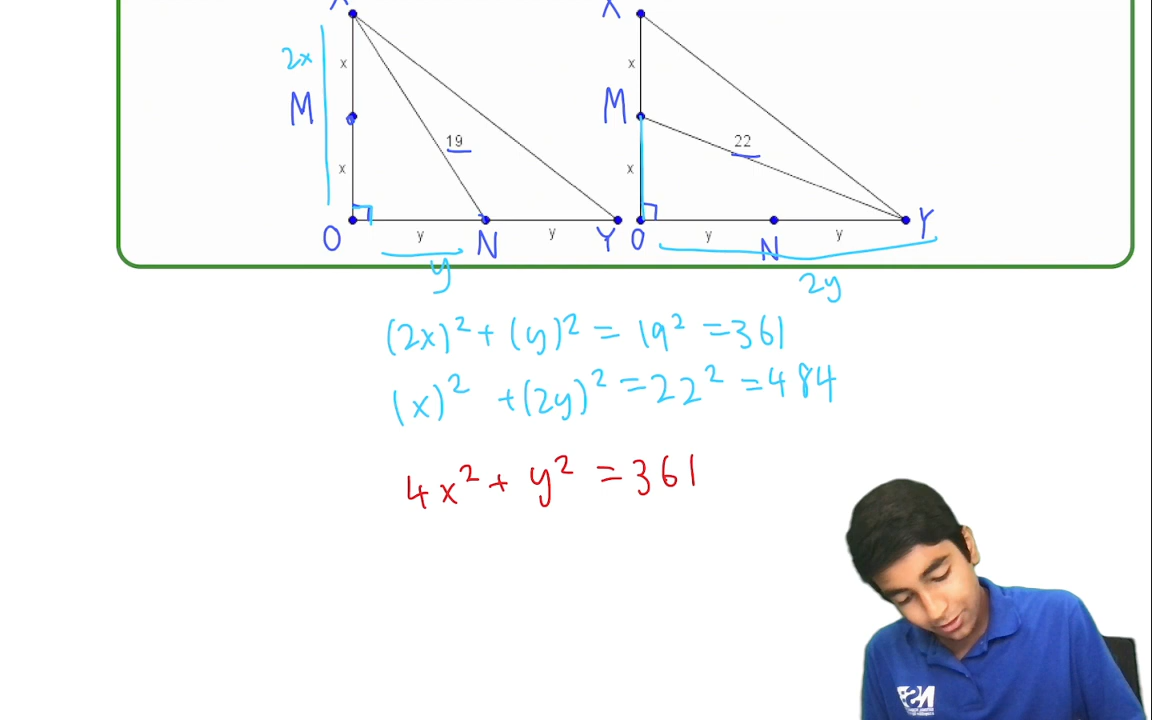 X X
2x x x
M M
19 22
x x
O y N y Y O y N y Y
y 2y
(2x)² + (y)² = 19² = 361
(x)² + (2y)² = 22² = 484
4x² + y² = 361